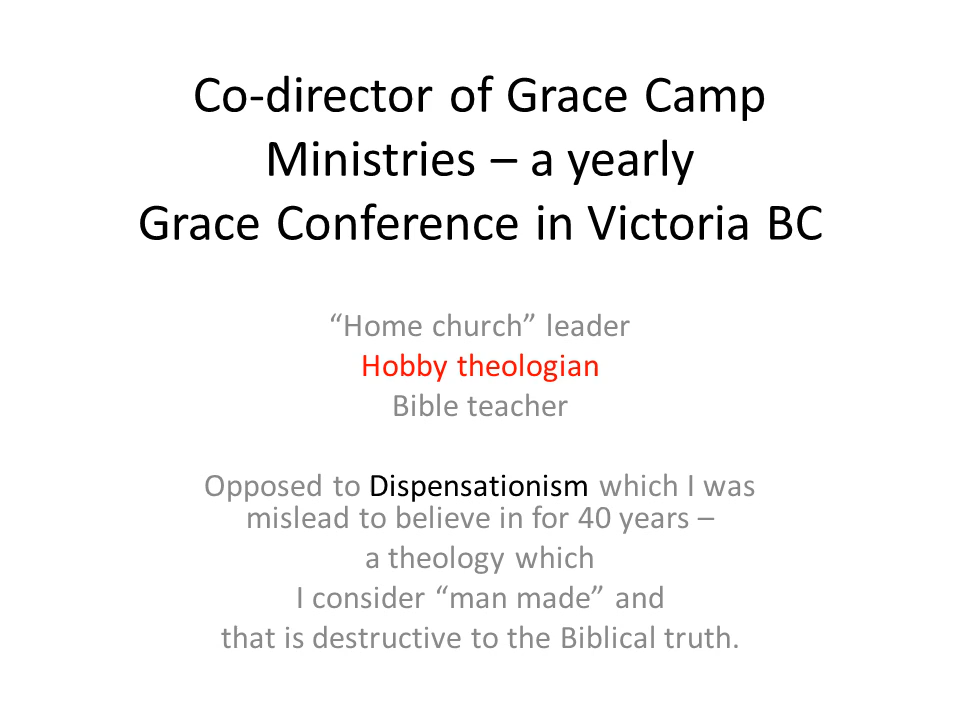 Co-director of Grace Camp
Ministries – a yearly
Grace Conference in Victoria BC
“Home church” leader
Hobby theologian
Bible teacher
Opposed to Dispensationism which I was
mislead to believe in for 40 years –
a theology which
I consider “man made” and
that is destructive to the Biblical truth.